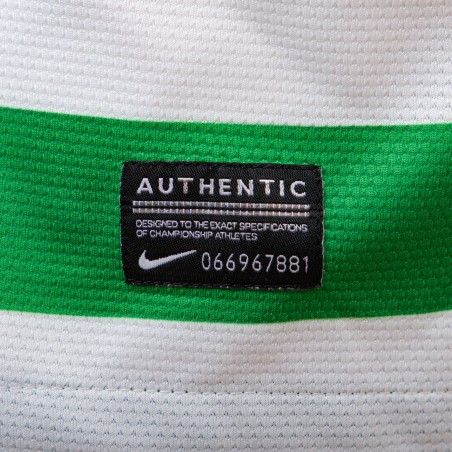 AUTHENTIC
DESIGNED TO THE EXACT SPECIFICATIONS
OF CHAMPIONSHIP ATHLETES
066967881